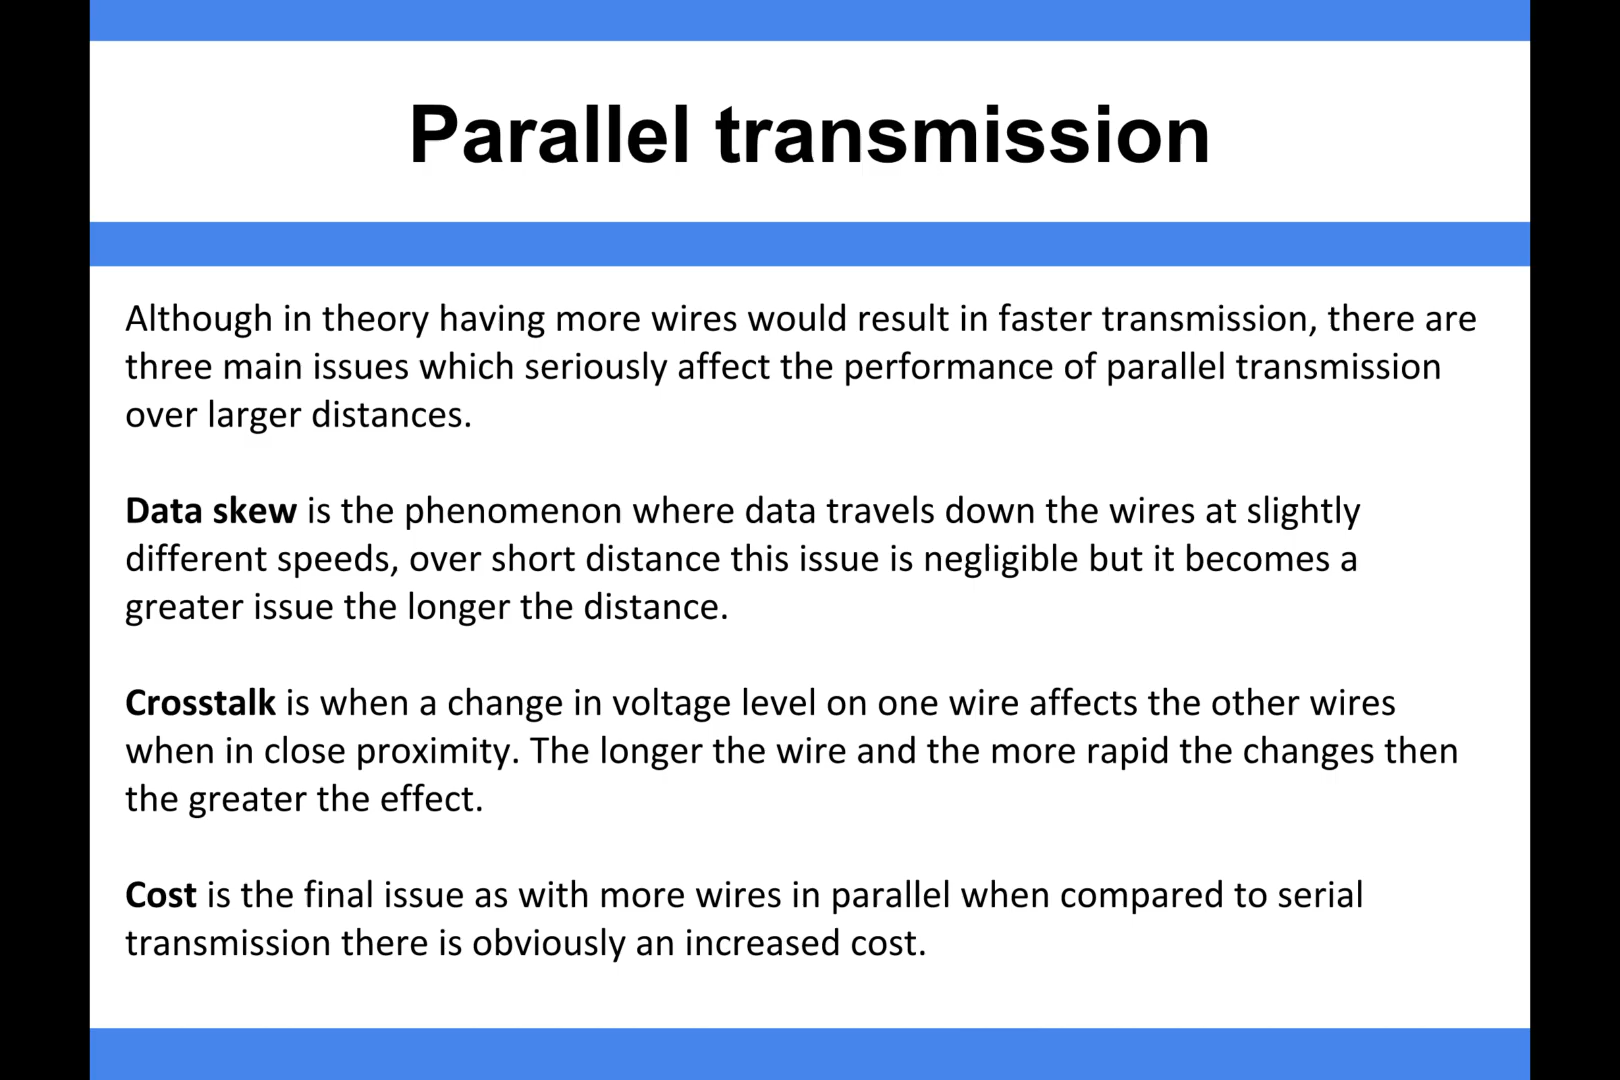 Parallel transmission
Although in theory having more wires would result in faster transmission, there are
three main issues which seriously affect the performance of parallel transmission
over larger distances.
Data skew is the phenomenon where data travels down the wires at slightly
different speeds, over short distance this issue is negligible but it becomes a
greater issue the longer the distance.
Crosstalk is when a change in voltage level on one wire affects the other wires
when in close proximity. The longer the wire and the more rapid the changes then
the greater the effect.
Cost is the final issue as with more wires in parallel when compared to serial
transmission there is obviously an increased cost.